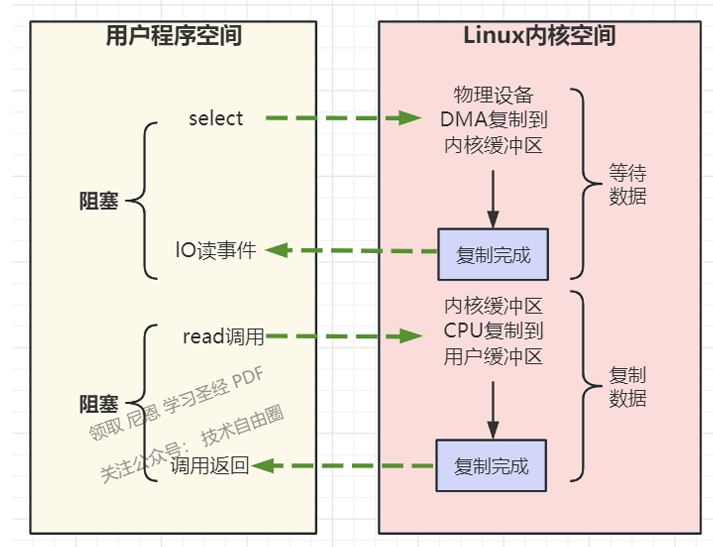 用户程序空间
Linux内核空间
select
物理设备
DMA复制到
内核缓冲区
等待
数据
阻塞
IO读事件
复制完成
内核缓冲区
CPU复制到
用户缓冲区
read调用
复制
数据
阻塞
领取 尼恩 学习圣经 PDF
关注公众号： 技术自由圈
调用返回
复制完成